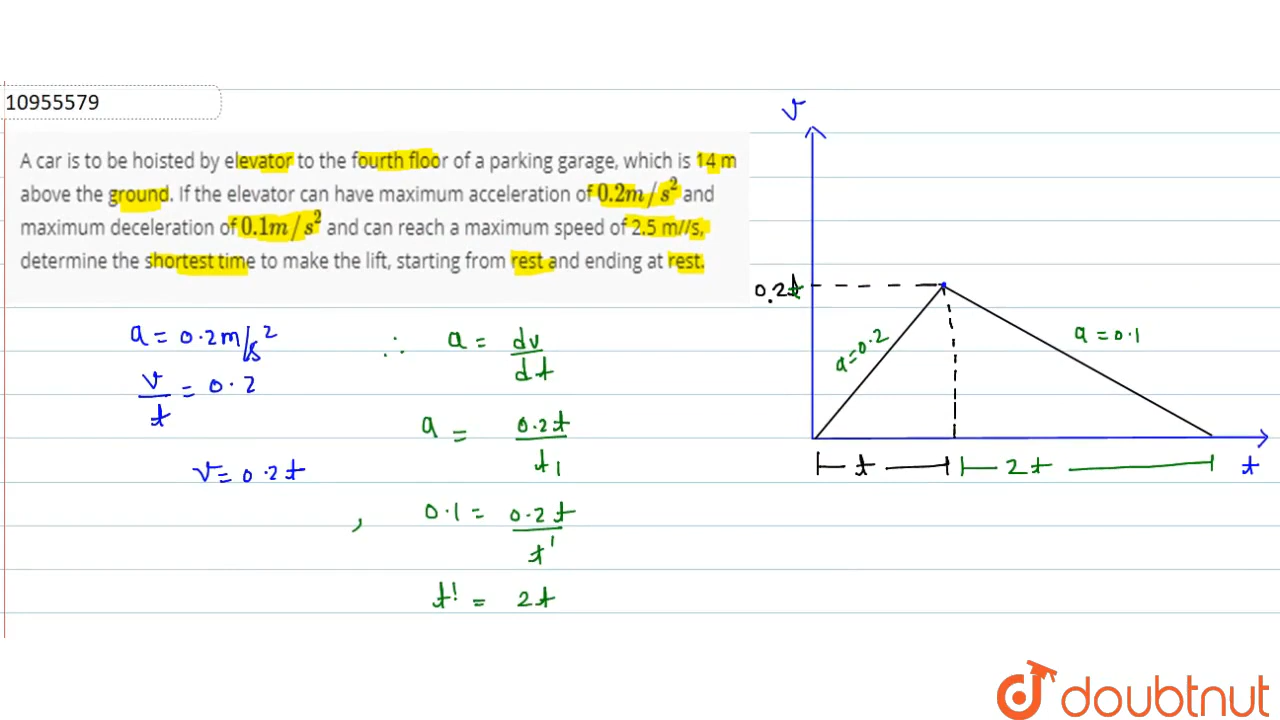 10955579
A car is to be hoisted by elevator to the fourth floor of a parking garage, which is 14 m
above the ground. If the elevator can have maximum acceleration of 0.2m/s² and
maximum deceleration of 0.1m/s² and can reach a maximum speed of 2.5 m//s,
determine the shortest time to make the lift, starting from rest and ending at rest.
a = 0.2 m/s²
v/t = 0.2
v = 0.2t
∴ a = dv/dt
a = 0.2t/t₁
, 0.1 = 0.2t/t'
t' = 2t
v
0.2t
a=0.2
a=0.1
t
2t
t
doubtnut